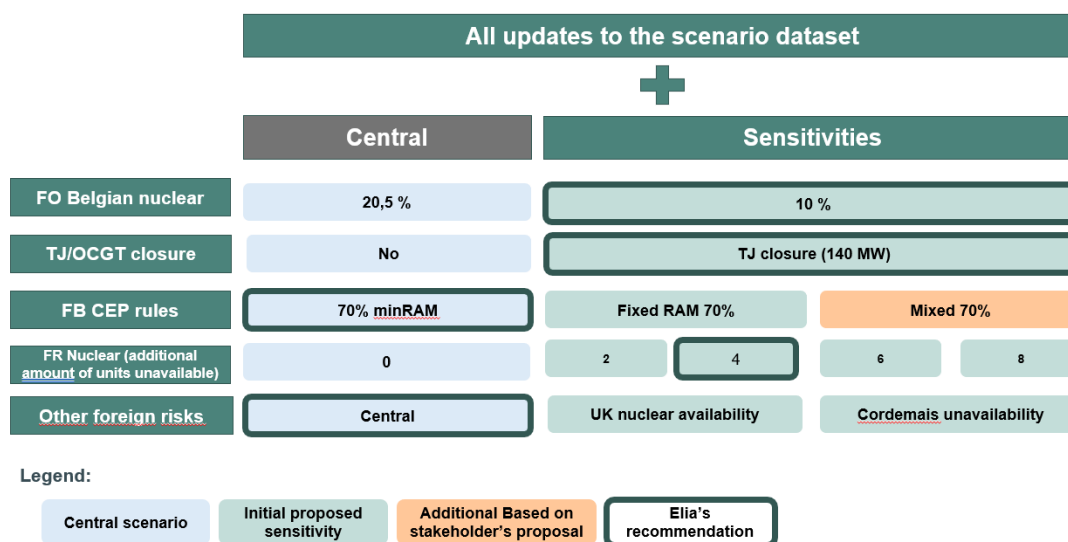 All updates to the scenario dataset
Central
Sensitivities
FO Belgian nuclear
20,5 %
10 %
TJ/OCGT closure
No
TJ closure (140 MW)
FB CEP rules
70% minRAM
Fixed RAM 70%
Mixed 70%
FR Nuclear (additional
amount of units unavailable)
0
2
4
6
8
Other foreign risks
Central
UK nuclear availability
Cordemais unavailability
Legend:
Central scenario
Initial proposed
sensitivity
Additional Based on
stakeholder's proposal
Elia's
recommendation